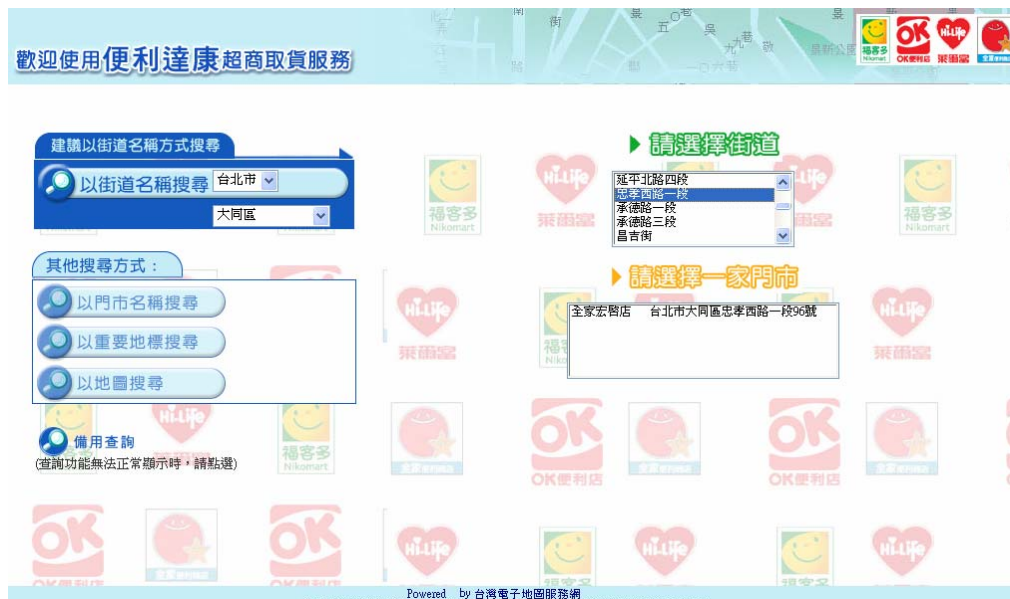 歡迎使用便利達康超商取貨服務
福客多
Nikomart
OK
OK便利店
Hi-Life
萊爾富
建議以街道名稱方式搜尋
以街道名稱搜尋 台北市
大同區
其他搜尋方式：
以門市名稱搜尋
以重要地標搜尋
以地圖搜尋
備用查詢
(查詢功能無法正常顯示時，請點選)
請選擇街道
延平北路四段
忠孝西路一段
承德路一段
承德路三段
昌吉街
請選擇一家門市
全家宏醫店 台北市大同區忠孝西路一段96號
Powered by 台灣電子地圖服務網